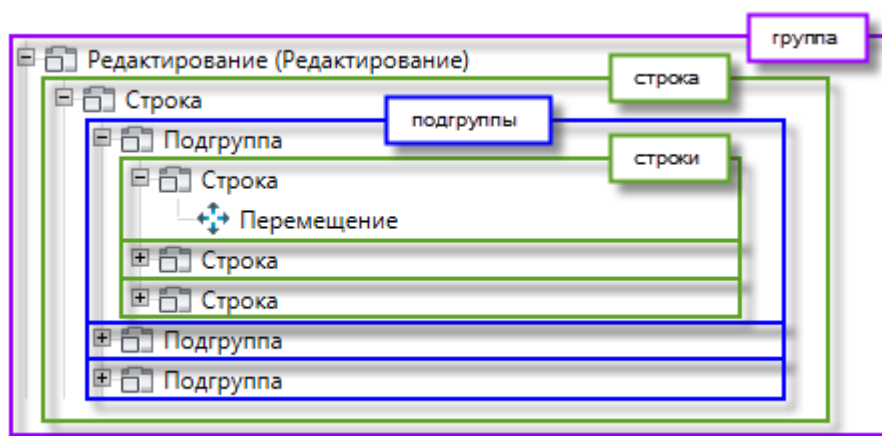 группа
Редактирование (Редактирование)
строка
Строка
подгруппы
Подгруппа
строки
Строка
Перемещение
Строка
Строка
Подгруппа
Подгруппа